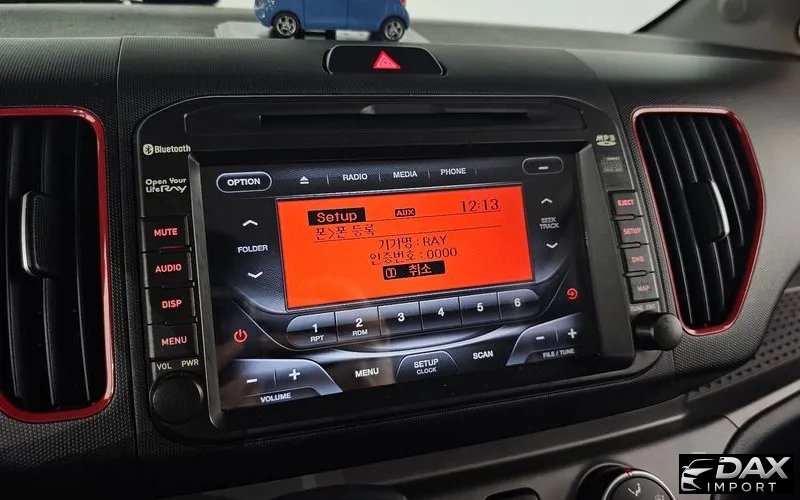 Bluetooth
Open Your
Life RAY
MUTE
AUDIO
DISP
MENU
VOL PWR
OPTION
RADIO MEDIA PHONE
FOLDER
SEEK
TRACK
Setup AUX 12:13
폰>폰 등록
기기명 : RAY
인증번호 : 0000
① 취소
1 2 3 4 5 6
RPT RDM
MENU SETUP SCAN
CLOCK
VOLUME
FILE / TUNE
MP3
EJECT
SETUP
DMB
MAP
TUNE ENT
DAX
IMPORT